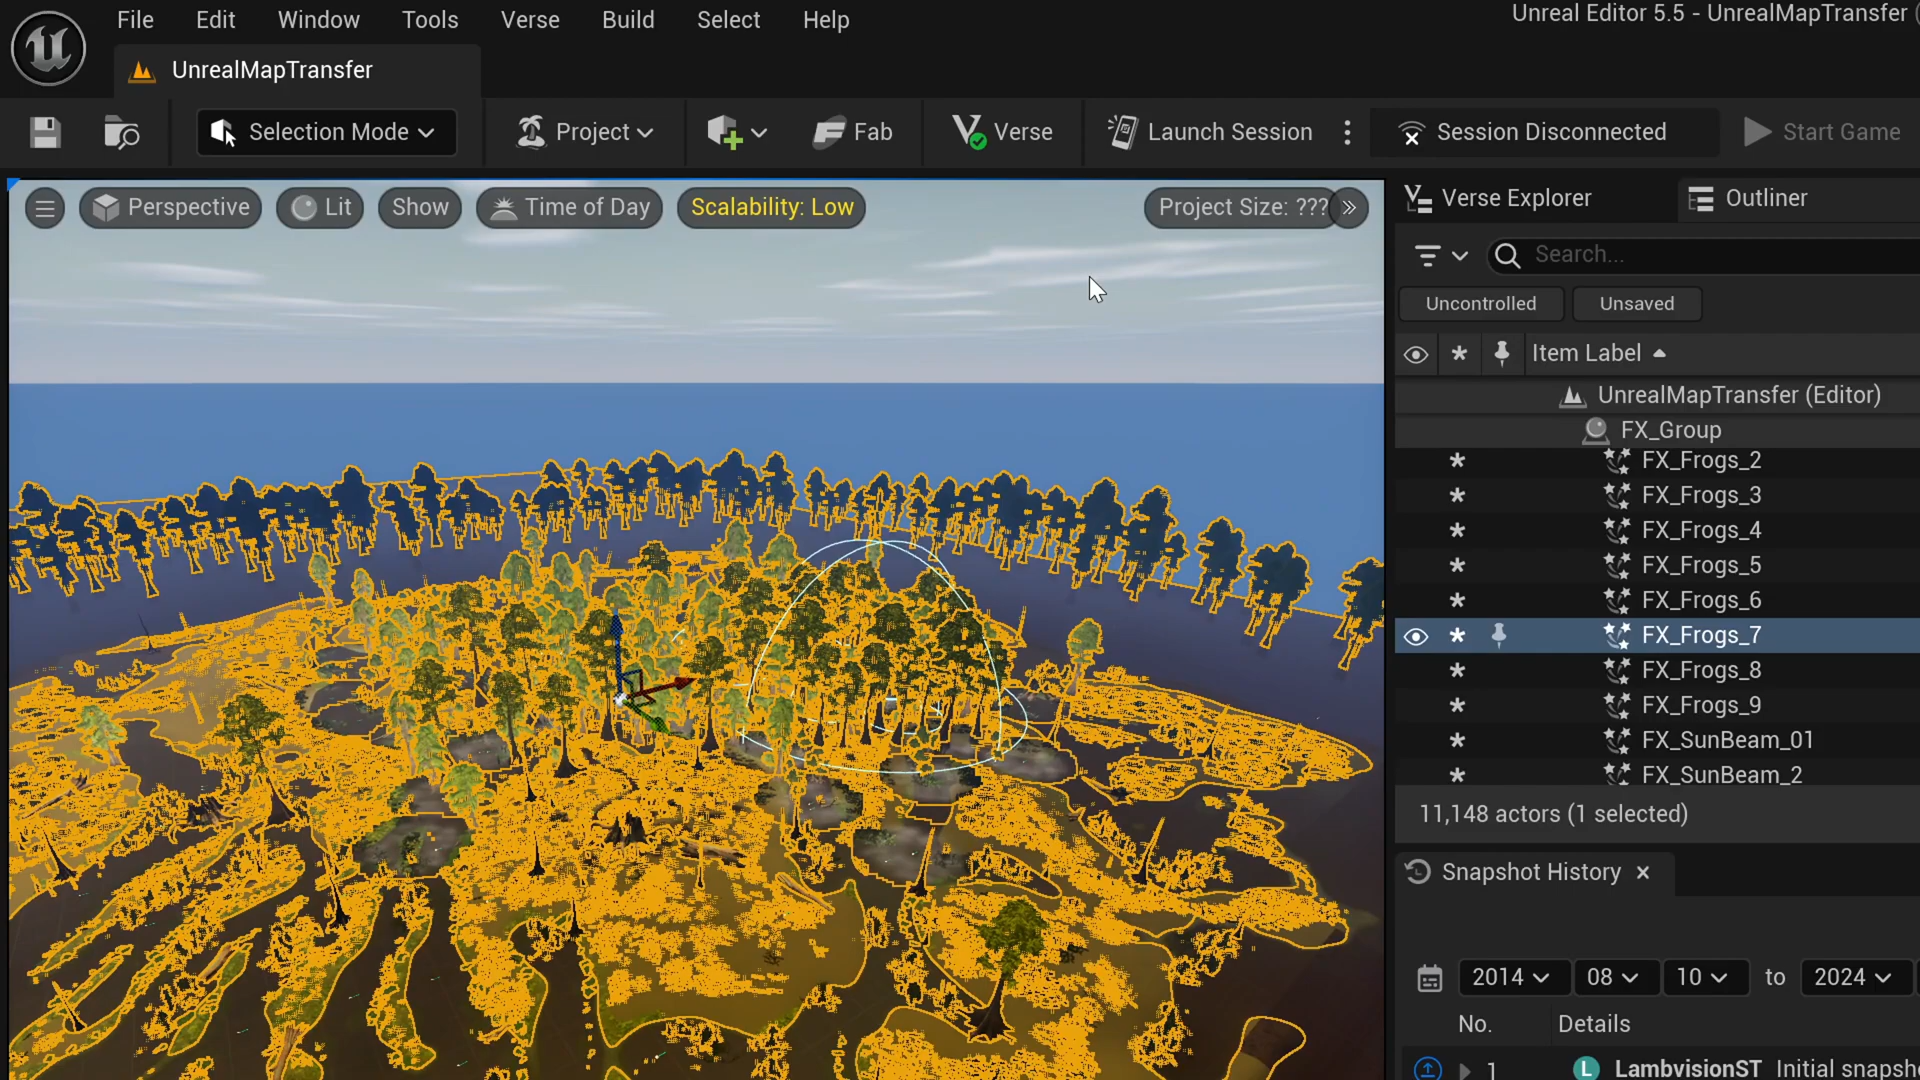 File Edit Window Tools Verse Build Select Help
Unreal Editor 5.5 - UnrealMapTransfer
UnrealMapTransfer
Selection Mode
Project
Fab
Verse
Launch Session
Session Disconnected
Start Game
Perspective
Lit
Show
Time of Day
Scalability: Low
Project Size: ???
Verse Explorer
Outliner
Search...
Uncontrolled
Unsaved
Item Label
UnrealMapTransfer (Editor)
FX_Group
FX_Frogs_2
FX_Frogs_3
FX_Frogs_4
FX_Frogs_5
FX_Frogs_6
FX_Frogs_7
FX_Frogs_8
FX_Frogs_9
FX_SunBeam_01
FX_SunBeam_2
11,148 actors (1 selected)
Snapshot History
2014 08 10 to 2024
No. Details
1 L LambvisionST Initial